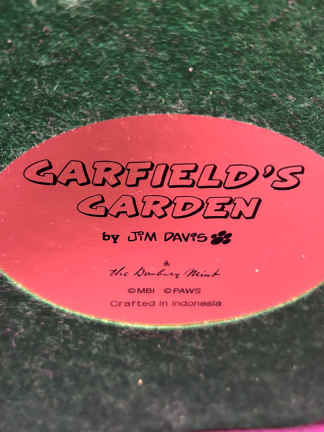 GARFIELD'S
GARDEN
by JIM DAVIS
&
the Danbury Mint
©MBI ©PAWS
Crafted in Indonesia